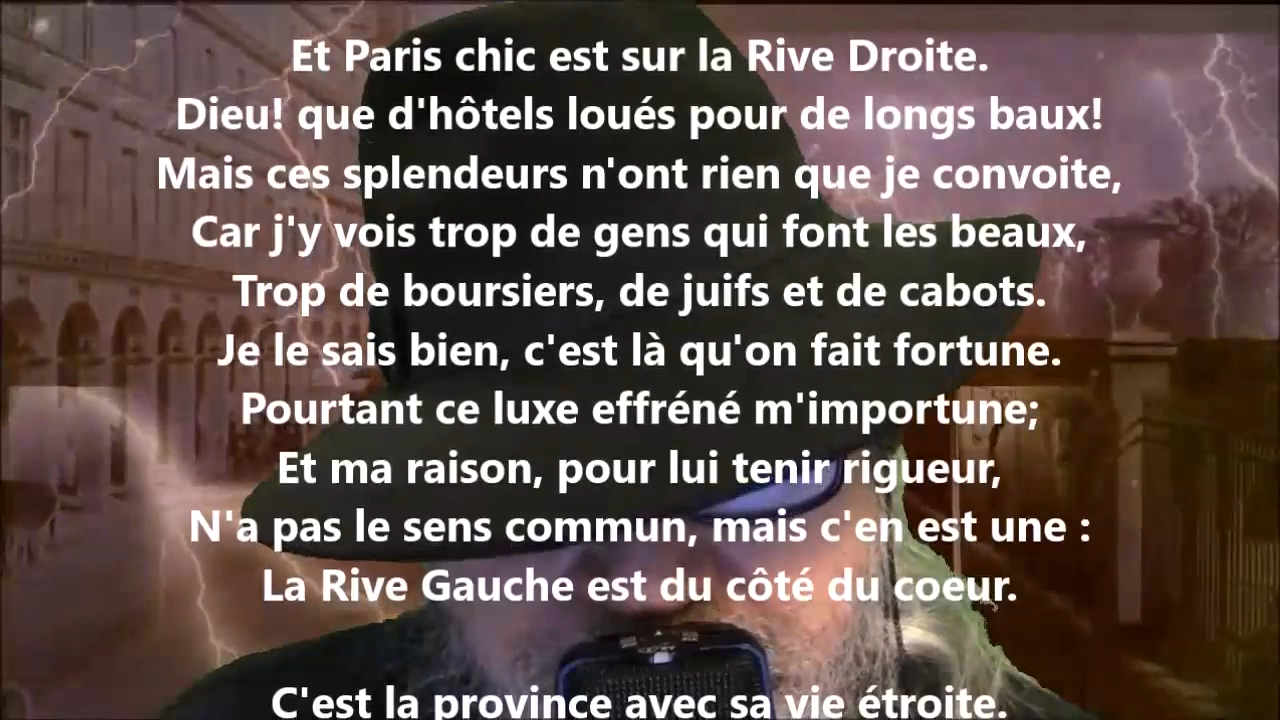 Et Paris chic est sur la Rive Droite.
Dieu! que d'hôtels loués pour de longs baux!
Mais ces splendeurs n'ont rien que je convoite,
Car j'y vois trop de gens qui font les beaux,
Trop de boursiers, de juifs et de cabots.
Je le sais bien, c'est là qu'on fait fortune.
Pourtant ce luxe effréné m'importune;
Et ma raison, pour lui tenir rigueur,
N'a pas le sens commun, mais c'en est une :
La Rive Gauche est du côté du coeur.
C'est la province avec sa vie étroite.